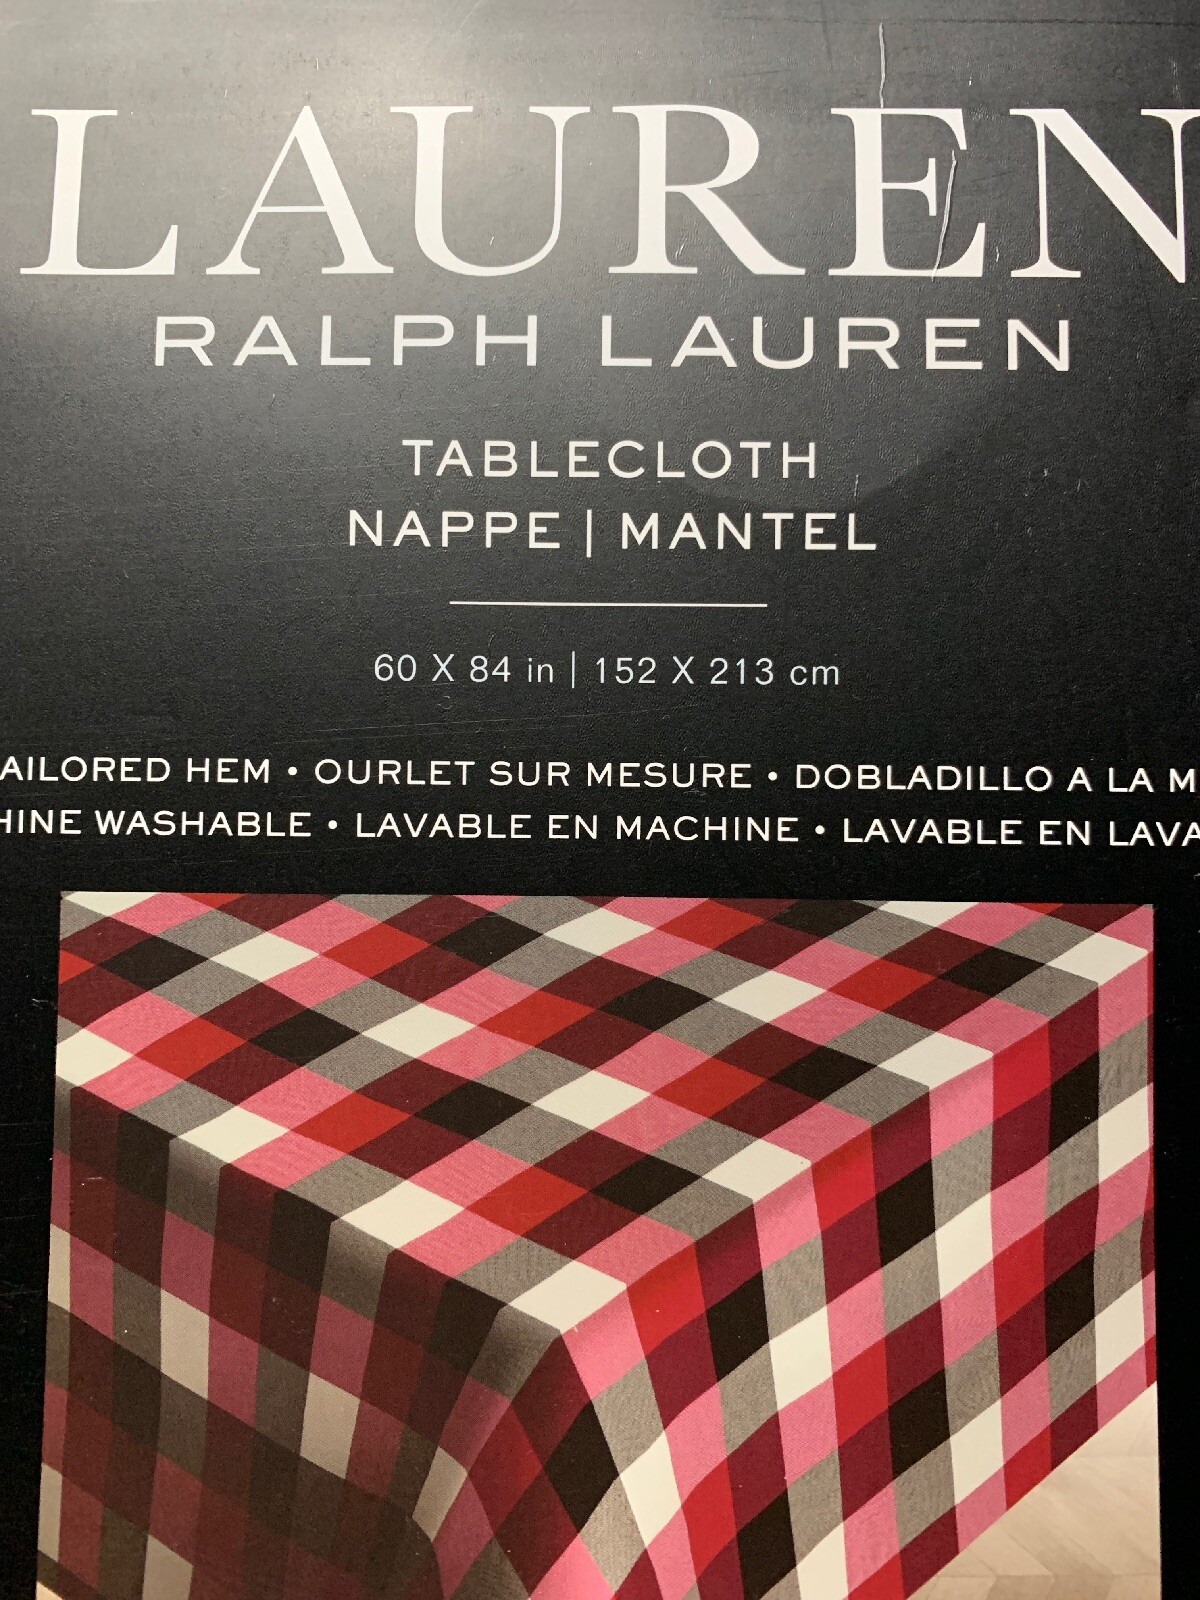 LAUREN
RALPH LAUREN
TABLECLOTH
NAPPE | MANTEL
60 X 84 in | 152 X 213 cm
AILORED HEM • OURLET SUR MESURE • DOBLADILLO A LA M
HINE WASHABLE • LAVABLE EN MACHINE • LAVABLE EN LAVA